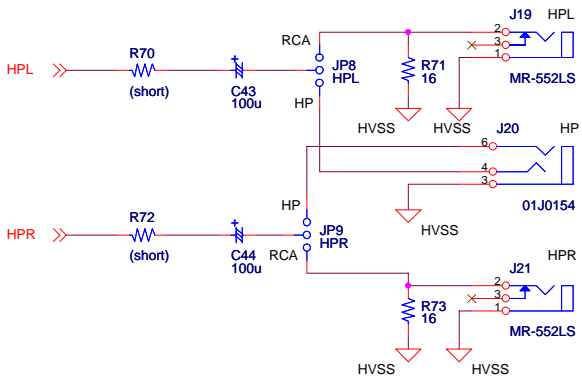 J19 HPL
RCA
2
3
1
R70
HPL
(short)
C43
100u
+
JP8
HPL
R71
16
MR-552LS
HP
HVSS HVSS
J20
6 HP
4
3
01J0154
R72
HP
HVSS
HPR
(short)
+
C44
100u
JP9
HPR
RCA
J21 HPR
2
3
1
R73
16
MR-552LS
HVSS HVSS